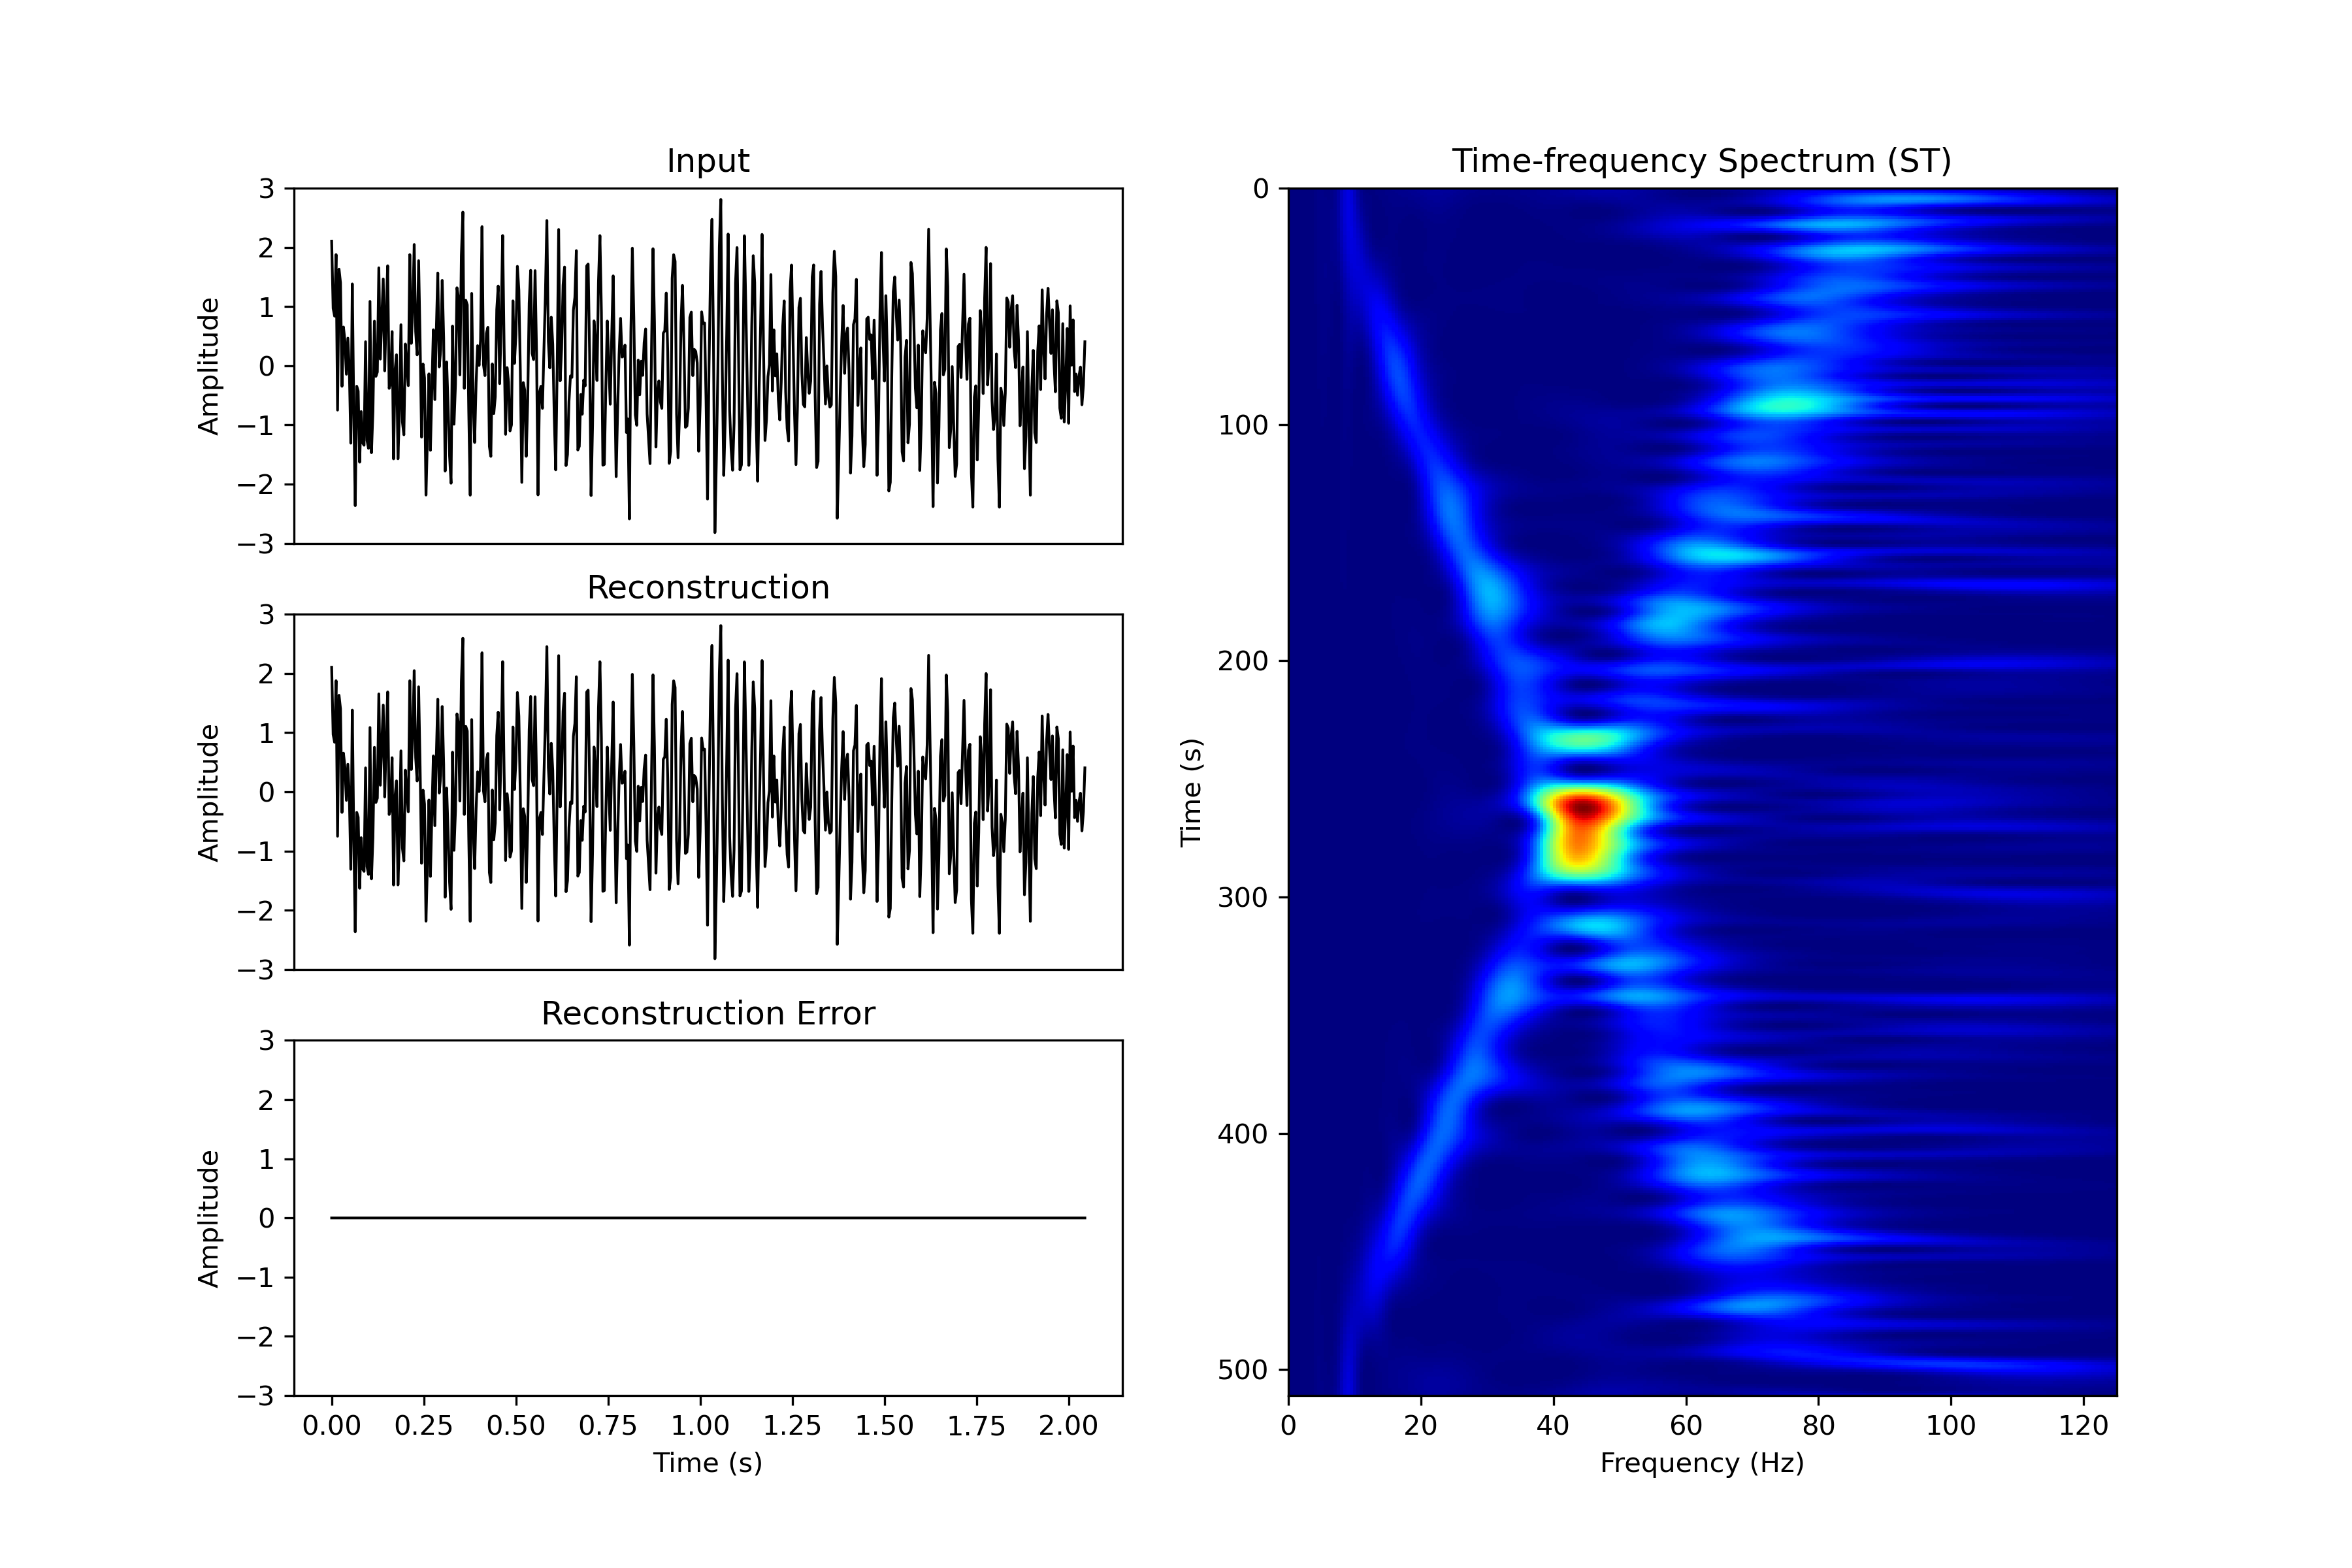 Input
Amplitude
3
2
1
0
−1
−2
−3
Reconstruction
Amplitude
3
2
1
0
−1
−2
−3
Reconstruction Error
Amplitude
3
2
1
0
−1
−2
−3
0.00 0.25 0.50 0.75 1.00 1.25 1.50 1.75 2.00
Time (s)
Time-frequency Spectrum (ST)
Time (s)
0
100
200
300
400
500
0 20 40 60 80 100 120
Frequency (Hz)